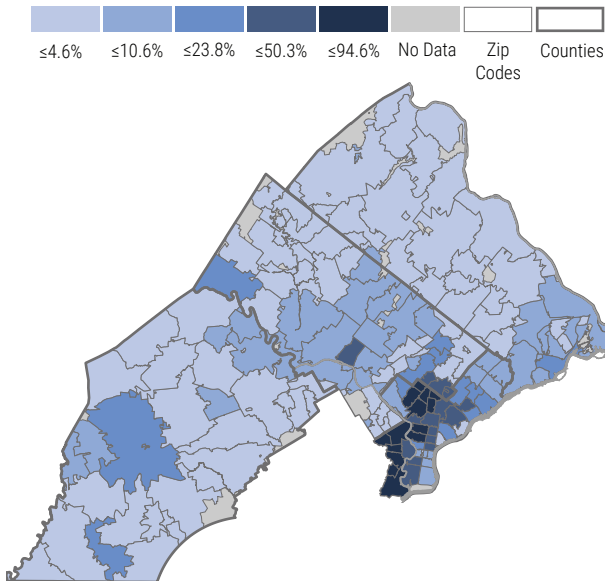 ≤4.6% ≤10.6% ≤23.8% ≤50.3% ≤94.6% No Data Zip Codes Counties